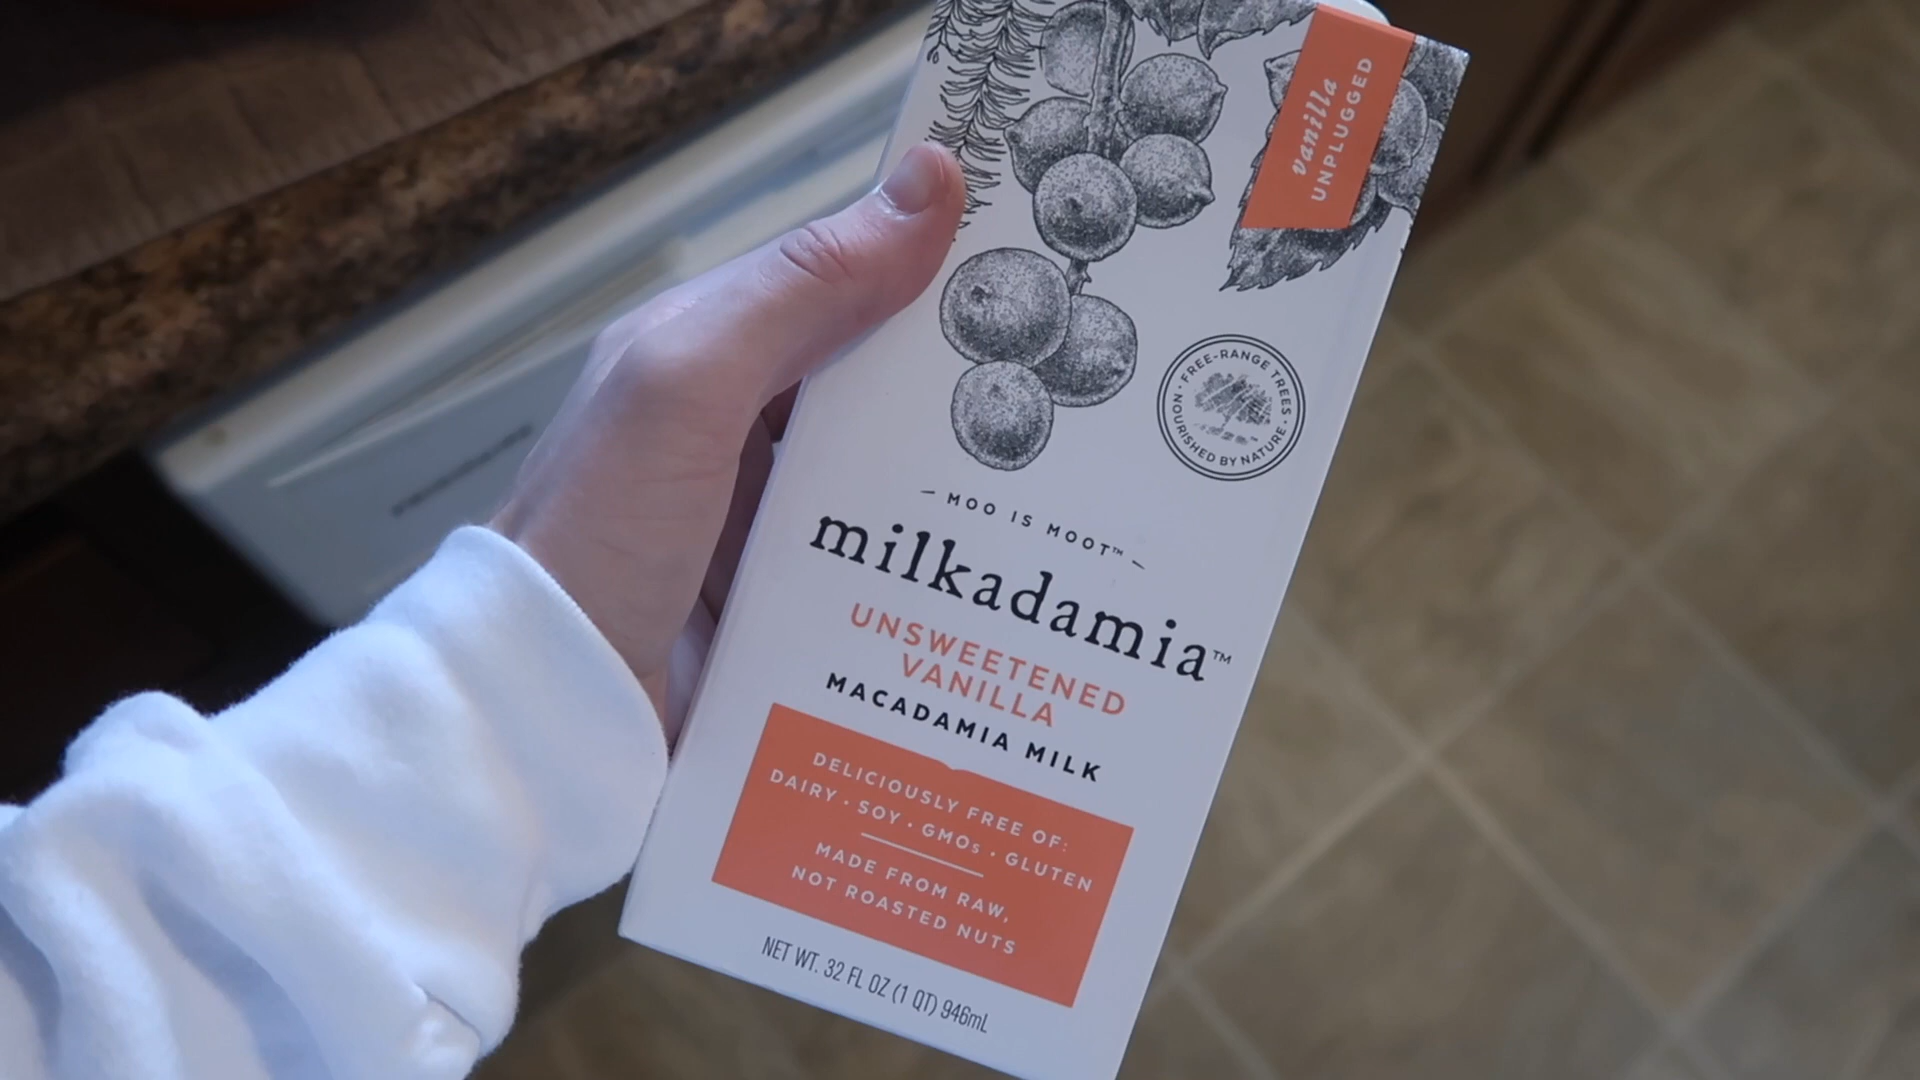 vanilla
UNPLUGGED
FREE-RANGE TREES · NOURISHED BY NATURE ·
— MOO IS MOOT™ —
milkadamia™
UNSWEETENED
VANILLA
MACADAMIA MILK
DELICIOUSLY FREE OF:
DAIRY · SOY · GMOs · GLUTEN
MADE FROM RAW,
NOT ROASTED NUTS
NET WT. 32 FL OZ (1 QT) 946mL